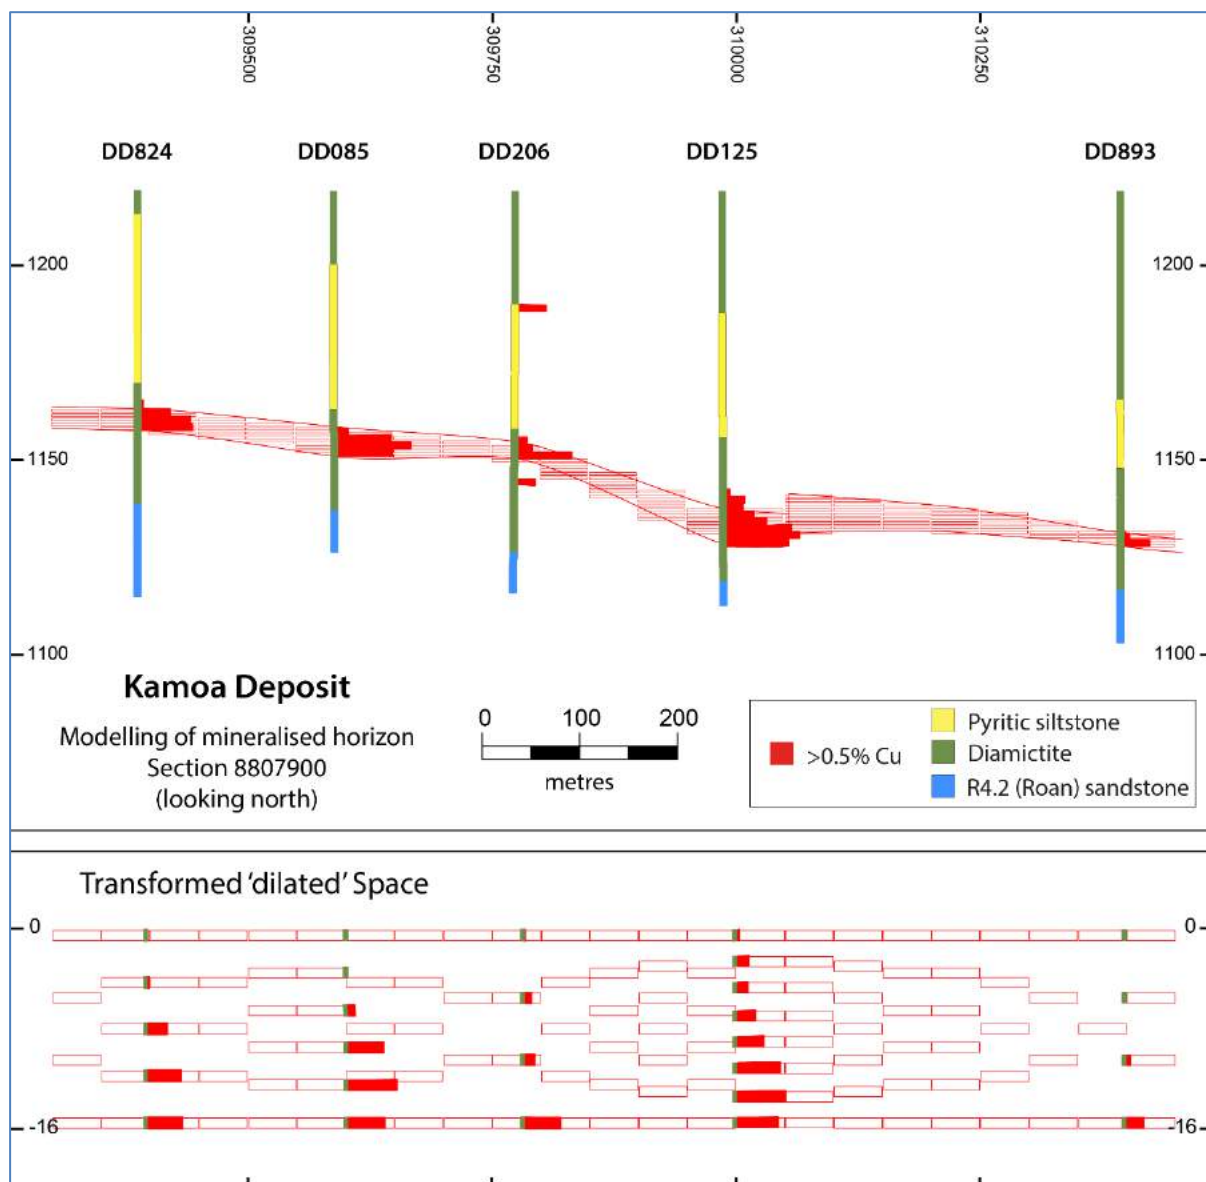 309500
309750
310000
310250
DD824
DD085
DD206
DD125
DD893
1200
1200
1150
1150
1100
1100
Kamoa Deposit
Modelling of mineralised horizon
Section 8807900
(looking north)
0 100 200
metres
>0.5% Cu
Pyritic siltstone
Diamictite
R4.2 (Roan) sandstone
Transformed 'dilated' Space
0
0
-16
-16